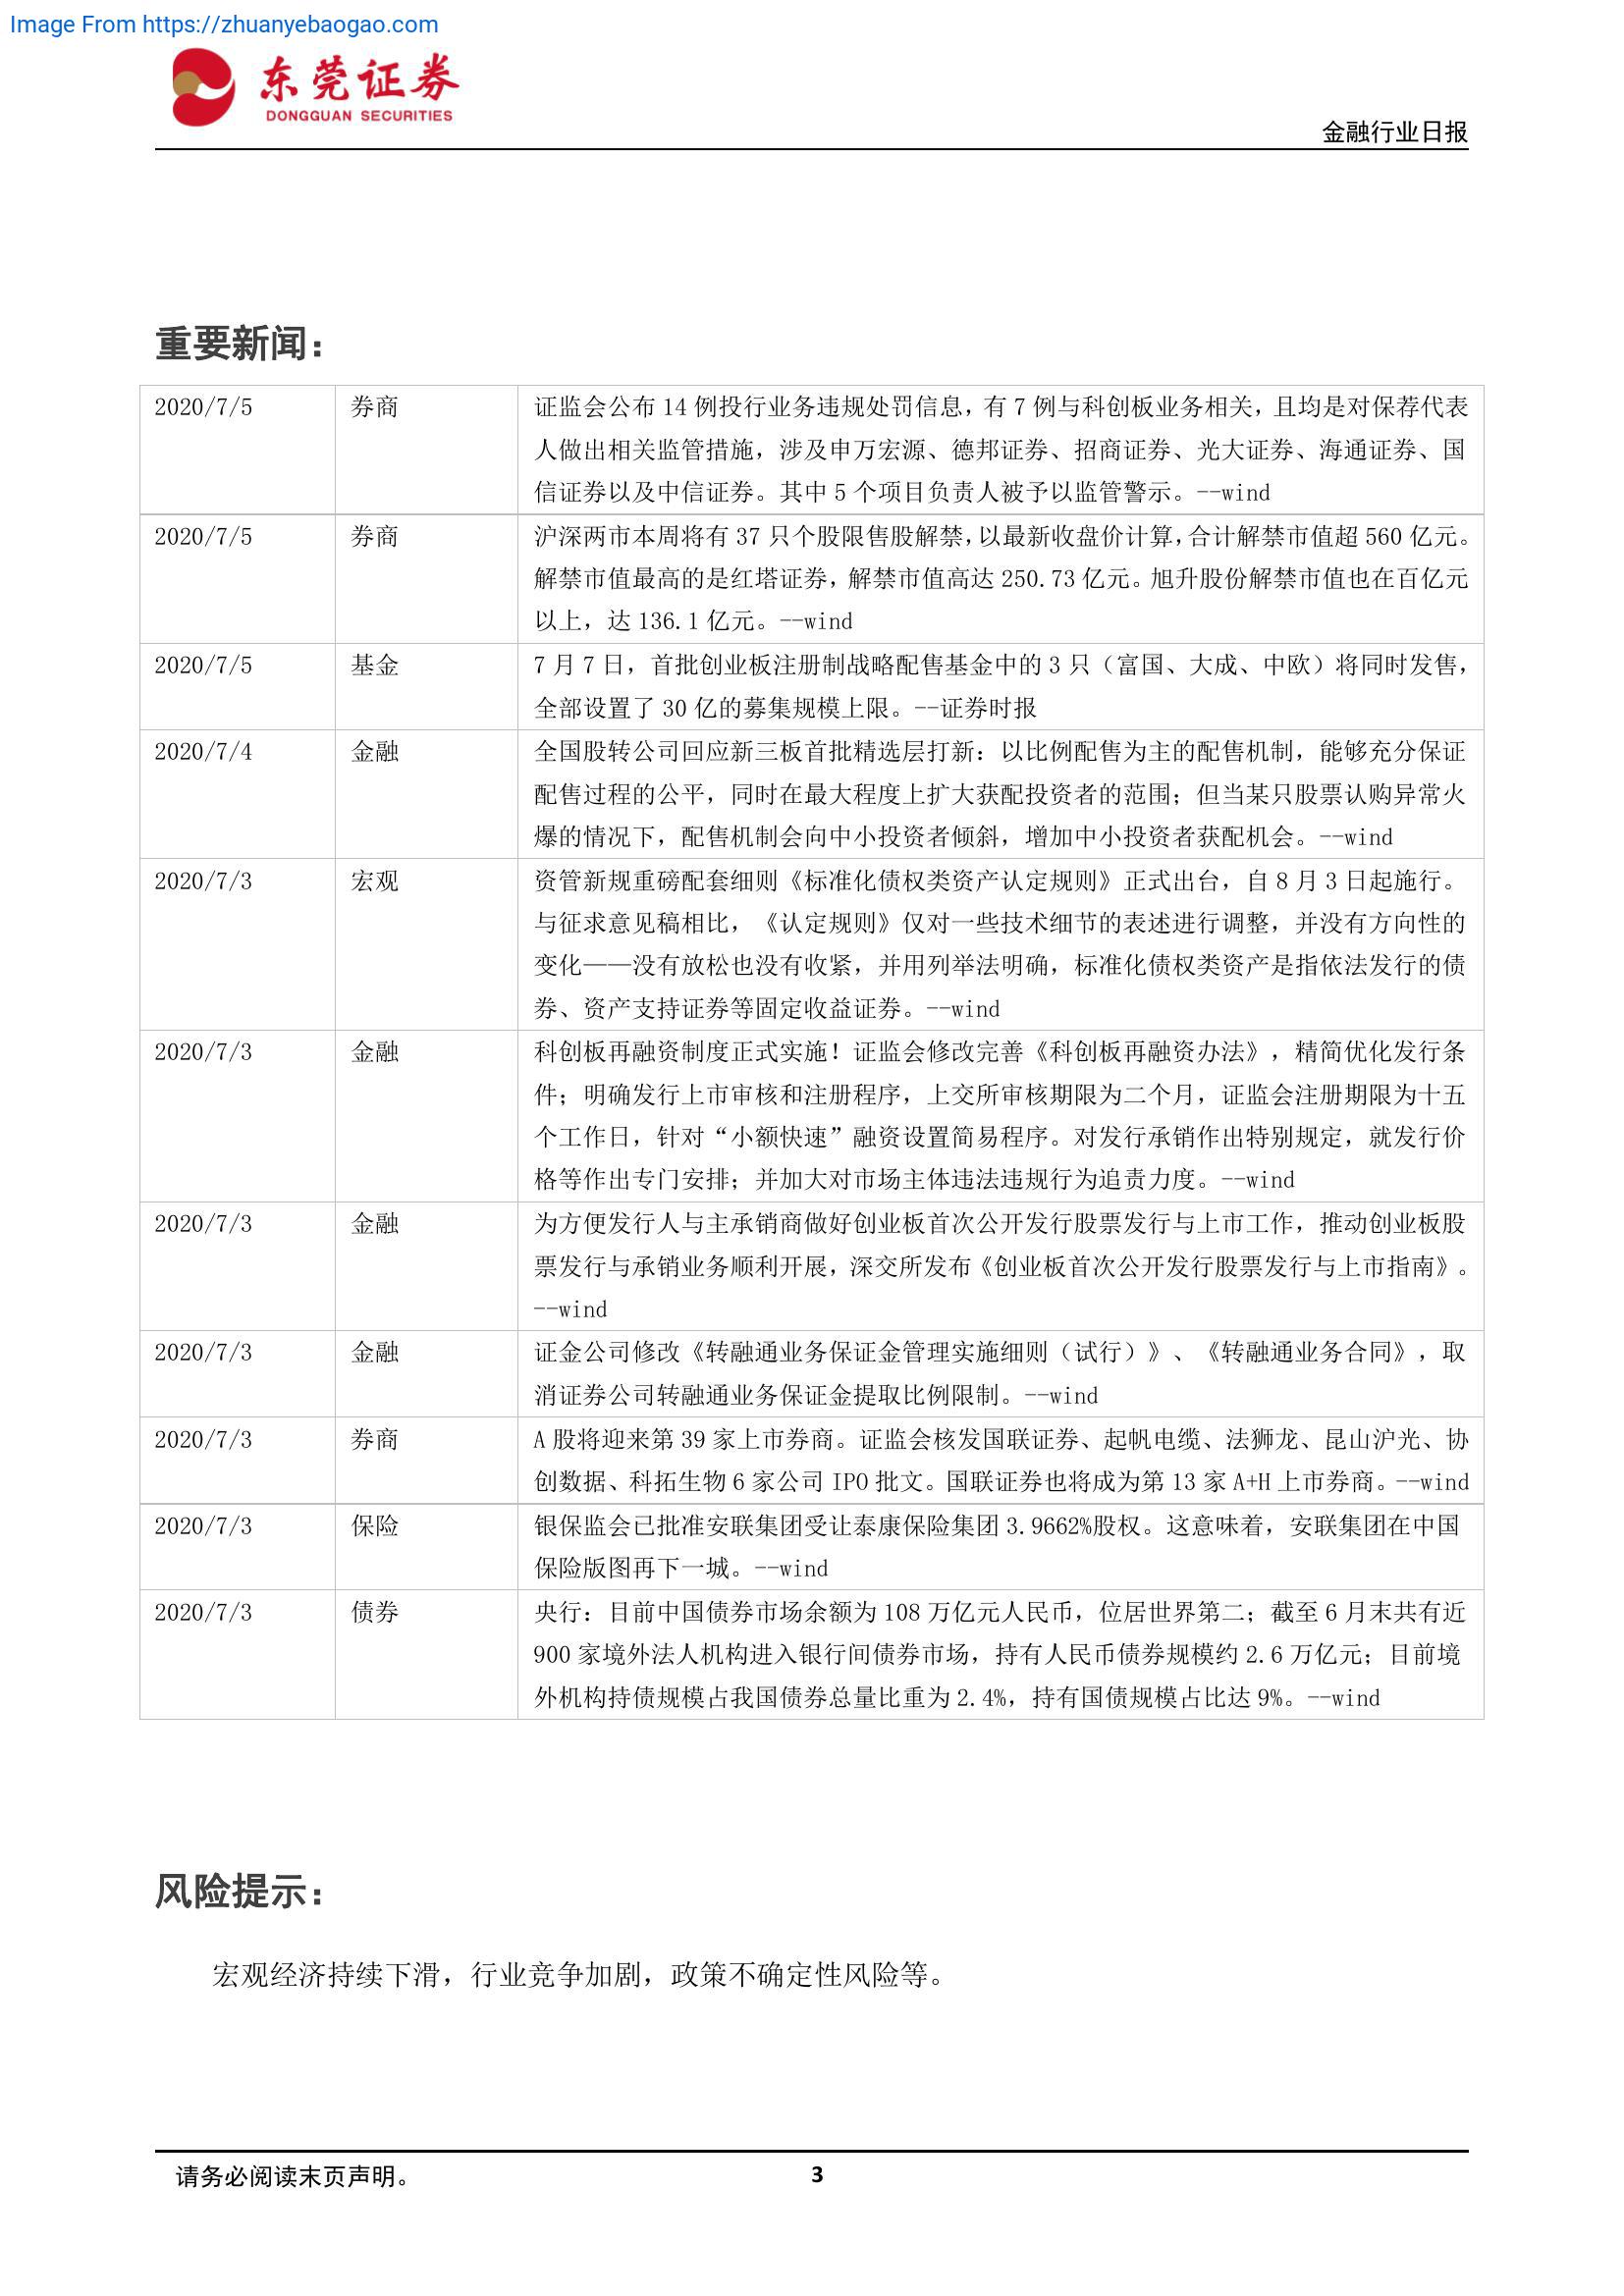 Image From https://zhuanyebaogao.com
东莞证券
DONGGUAN SECURITIES
金融行业日报
重要新闻：
2020/7/5 券商 证监会公布 14 例投行业务违规处罚信息，有 7 例与科创板业务相关，且均是对保荐代表
人做出相关监管措施，涉及申万宏源、德邦证券、招商证券、光大证券、海通证券、国
信证券以及中信证券。其中 5 个项目负责人被予以监管警示。--wind
2020/7/5 券商 沪深两市本周将有 37 只个股限售股解禁，以最新收盘价计算，合计解禁市值超 560 亿元。
解禁市值最高的是红塔证券，解禁市值高达 250.73 亿元。旭升股份解禁市值也在百亿元
以上，达 136.1 亿元。--wind
2020/7/5 基金 7 月 7 日，首批创业板注册制战略配售基金中的 3 只（富国、大成、中欧）将同时发售，
全部设置了 30 亿的募集规模上限。--证券时报
2020/7/4 金融 全国股转公司回应新三板首批精选层打新：以比例配售为主的配售机制，能够充分保证
配售过程的公平，同时在最大程度上扩大获配投资者的范围；但当某只股票认购异常火
爆的情况下，配售机制会向中小投资者倾斜，增加中小投资者获配机会。--wind
2020/7/3 宏观 资管新规重磅配套细则《标准化债权类资产认定规则》正式出台，自 8 月 3 日起施行。
与征求意见稿相比，《认定规则》仅对一些技术细节的表述进行调整，并没有方向性的
变化——没有放松也没有收紧，并用列举法明确，标准化债权类资产是指依法发行的债
券、资产支持证券等固定收益证券。--wind
2020/7/3 金融 科创板再融资制度正式实施！证监会修改完善《科创板再融资办法》，精简优化发行条
件；明确发行上市审核和注册程序，上交所审核期限为二个月，证监会注册期限为十五
个工作日，针对“小额快速”融资设置简易程序。对发行承销作出特别规定，就发行价
格等作出专门安排；并加大对市场主体违法违规行为追责力度。--wind
2020/7/3 金融 为方便发行人与主承销商做好创业板首次公开发行股票发行与上市工作，推动创业板股
票发行与承销业务顺利开展，深交所发布《创业板首次公开发行股票发行与上市指南》。
--wind
2020/7/3 金融 证金公司修改《转融通业务保证金管理实施细则（试行）》、《转融通业务合同》，取
消证券公司转融通业务保证金提取比例限制。--wind
2020/7/3 券商 A 股将迎来第 39 家上市券商。证监会核发国联证券、起帆电缆、法狮龙、昆山沪光、协
创数据、科拓生物 6 家公司 IPO 批文。国联证券也将成为第 13 家 A+H 上市券商。--wind
2020/7/3 保险 银保监会已批准安联集团受让泰康保险集团 3.9662%股权。这意味着，安联集团在中国
保险版图再下一城。--wind
2020/7/3 债券 央行：目前中国债券市场余额为 108 万亿元人民币，位居世界第二；截至 6 月末共有近
900 家境外法人机构进入银行间债券市场，持有人民币债券规模约 2.6 万亿元；目前境
外机构持债规模占我国债券总量比重为 2.4%，持有国债规模占比达 9%。--wind
风险提示：
宏观经济持续下滑，行业竞争加剧，政策不确定性风险等。
请务必阅读末页声明。 3